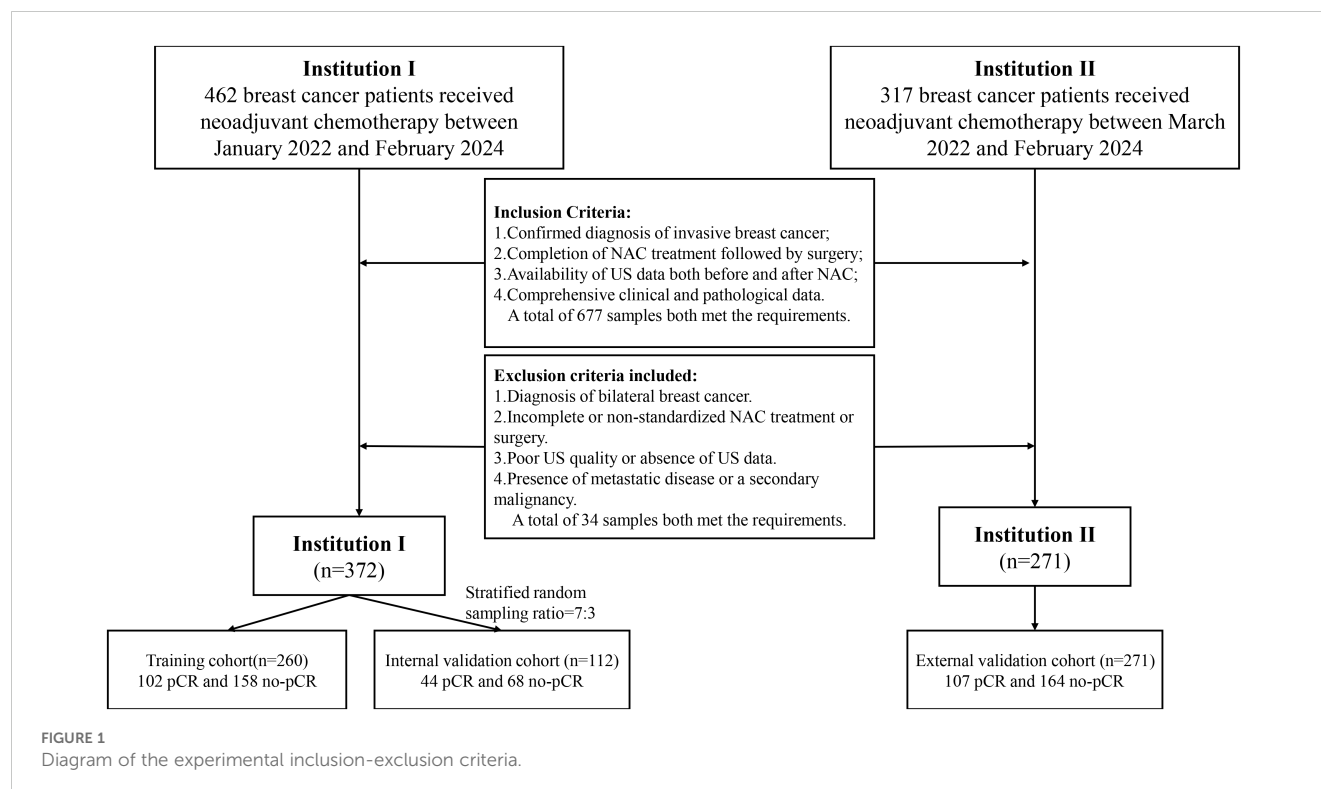 Institution I
462 breast cancer patients received
neoadjuvant chemotherapy between
January 2022 and February 2024
Institution II
317 breast cancer patients received
neoadjuvant chemotherapy between March
2022 and February 2024
Inclusion Criteria:
1.Confirmed diagnosis of invasive breast cancer;
2.Completion of NAC treatment followed by surgery;
3.Availability of US data both before and after NAC;
4.Comprehensive clinical and pathological data.
A total of 677 samples both met the requirements.
Exclusion criteria included:
1.Diagnosis of bilateral breast cancer.
2.Incomplete or non-standardized NAC treatment or
surgery.
3.Poor US quality or absence of US data.
4.Presence of metastatic disease or a secondary
malignancy.
A total of 34 samples both met the requirements.
Institution I
(n=372)
Institution II
(n=271)
Stratified random
sampling ratio=7:3
Training cohort(n=260)
102 pCR and 158 no-pCR
Internal validation cohort (n=112)
44 pCR and 68 no-pCR
External validation cohort (n=271)
107 pCR and 164 no-pCR
FIGURE 1
Diagram of the experimental inclusion-exclusion criteria.